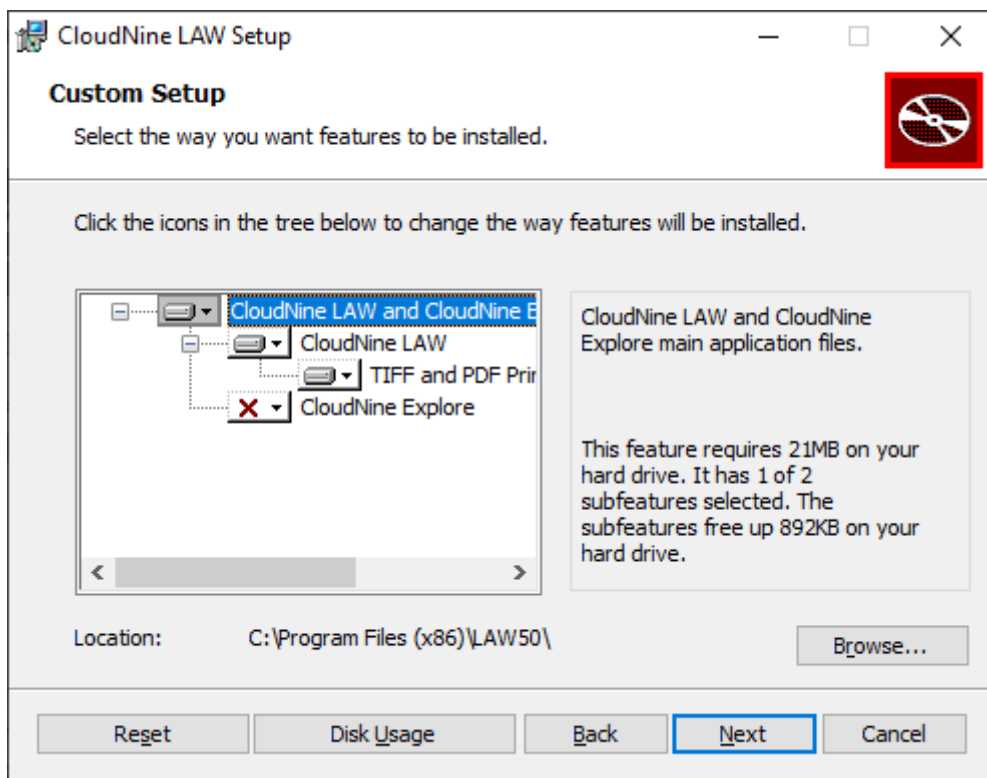 CloudNine LAW Setup
Custom Setup
Select the way you want features to be installed.
Click the icons in the tree below to change the way features will be installed.
CloudNine LAW and CloudNine E
CloudNine LAW
TIFF and PDF Prin
CloudNine Explore
CloudNine LAW and CloudNine
Explore main application files.
This feature requires 21MB on your
hard drive. It has 1 of 2
subfeatures selected. The
subfeatures free up 892KB on your
hard drive.
Location: C:\Program Files (x86)\LAW50\
Browse...
Reset Disk Usage Back Next Cancel